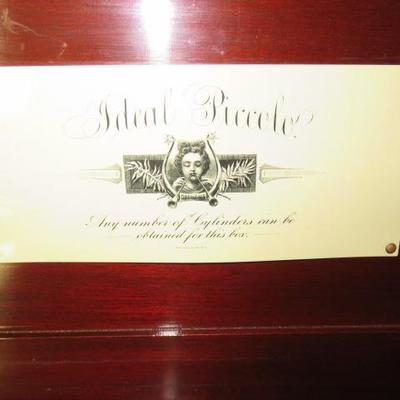 Ideal Piccolo.
Any number of Cylinders can be
obtained for this box.